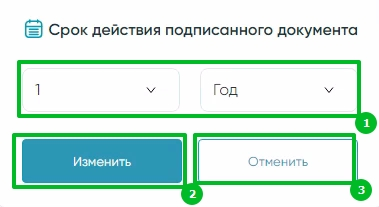 Срок действия подписанного документа
1 Год
1
Изменить Отменить
2 3